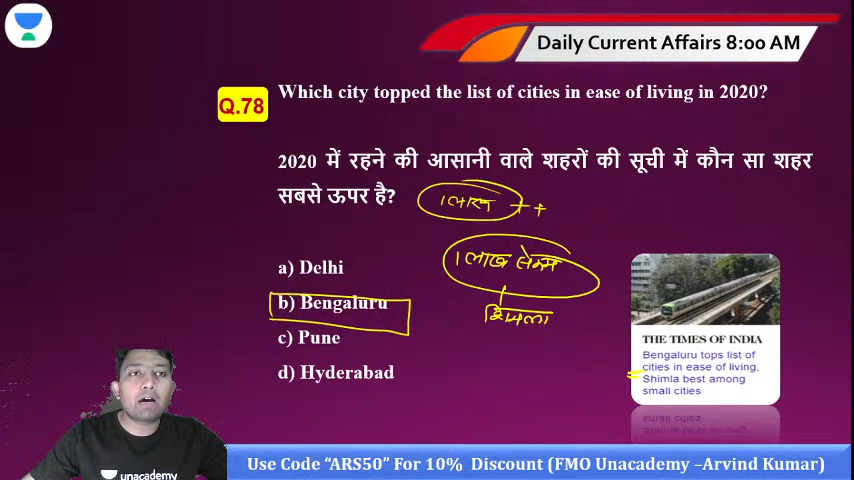 Daily Current Affairs 8:00 AM
Q.78
Which city topped the list of cities in ease of living in 2020?
2020 में रहने की आसानी वाले शहरों की सूची में कौन सा शहर
सबसे ऊपर है?
1 लाख ++
1 लाख
शिमला
a) Delhi
b) Bengaluru
c) Pune
d) Hyderabad
THE TIMES OF INDIA
Bengaluru tops list of
cities in ease of living,
Shimla best among
small cities
unacademy
Use Code “ARS50” For 10% Discount (FMO Unacademy –Arvind Kumar)